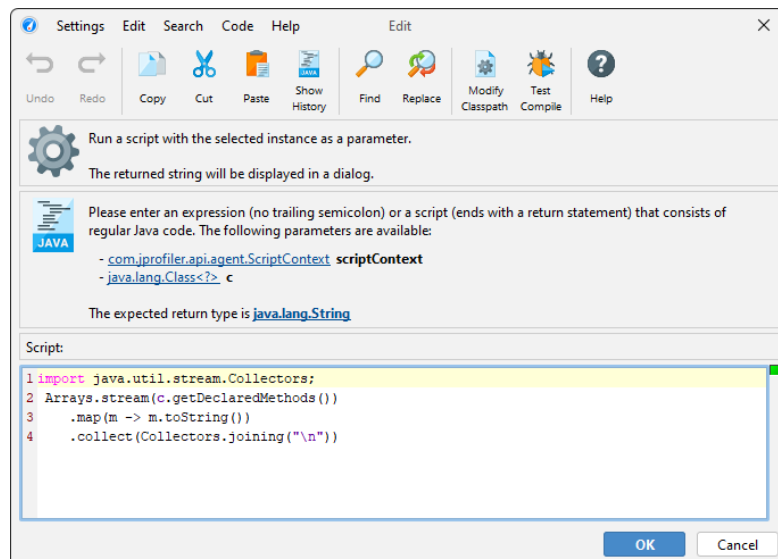 Settings Edit Search Code Help Edit
Undo Redo Copy Cut Paste Show History Find Replace Modify Classpath Test Compile Help
Run a script with the selected instance as a parameter.
The returned string will be displayed in a dialog.
JAVA
Please enter an expression (no trailing semicolon) or a script (ends with a return statement) that consists of
regular Java code. The following parameters are available:
- com.jprofiler.api.agent.ScriptContext scriptContext
- java.lang.Class<?> c
The expected return type is java.lang.String
Script:
1 import java.util.stream.Collectors;
2 Arrays.stream(c.getDeclaredMethods())
3 .map(m -> m.toString())
4 .collect(Collectors.joining("\n"))
OK Cancel